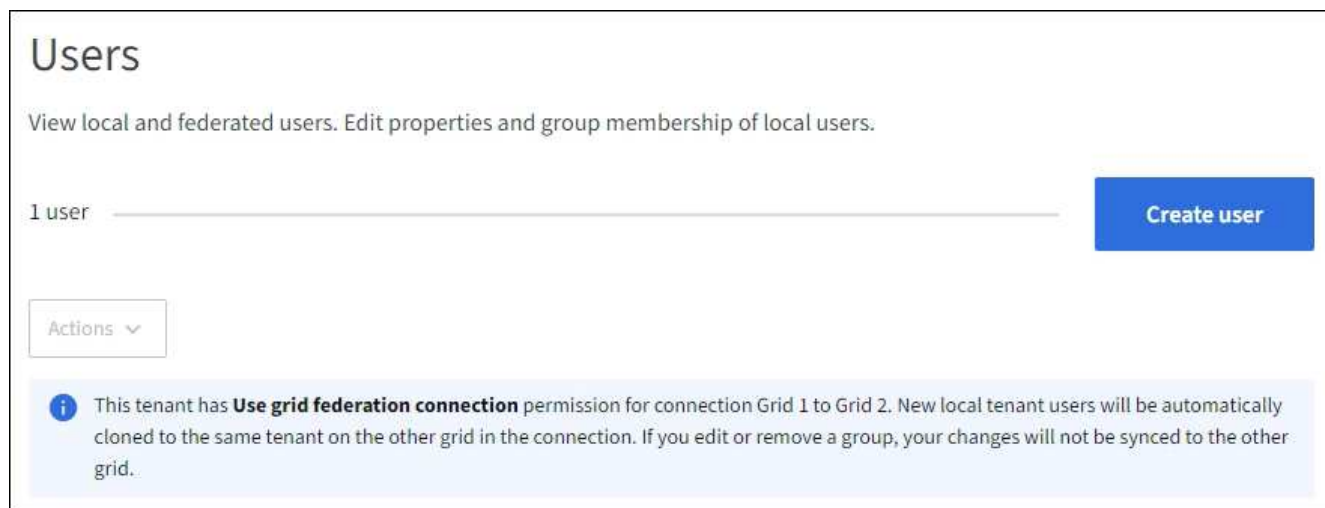 Users
View local and federated users. Edit properties and group membership of local users.
1 user
Create user
Actions
This tenant has Use grid federation connection permission for connection Grid 1 to Grid 2. New local tenant users will be automatically
cloned to the same tenant on the other grid in the connection. If you edit or remove a group, your changes will not be synced to the other
grid.